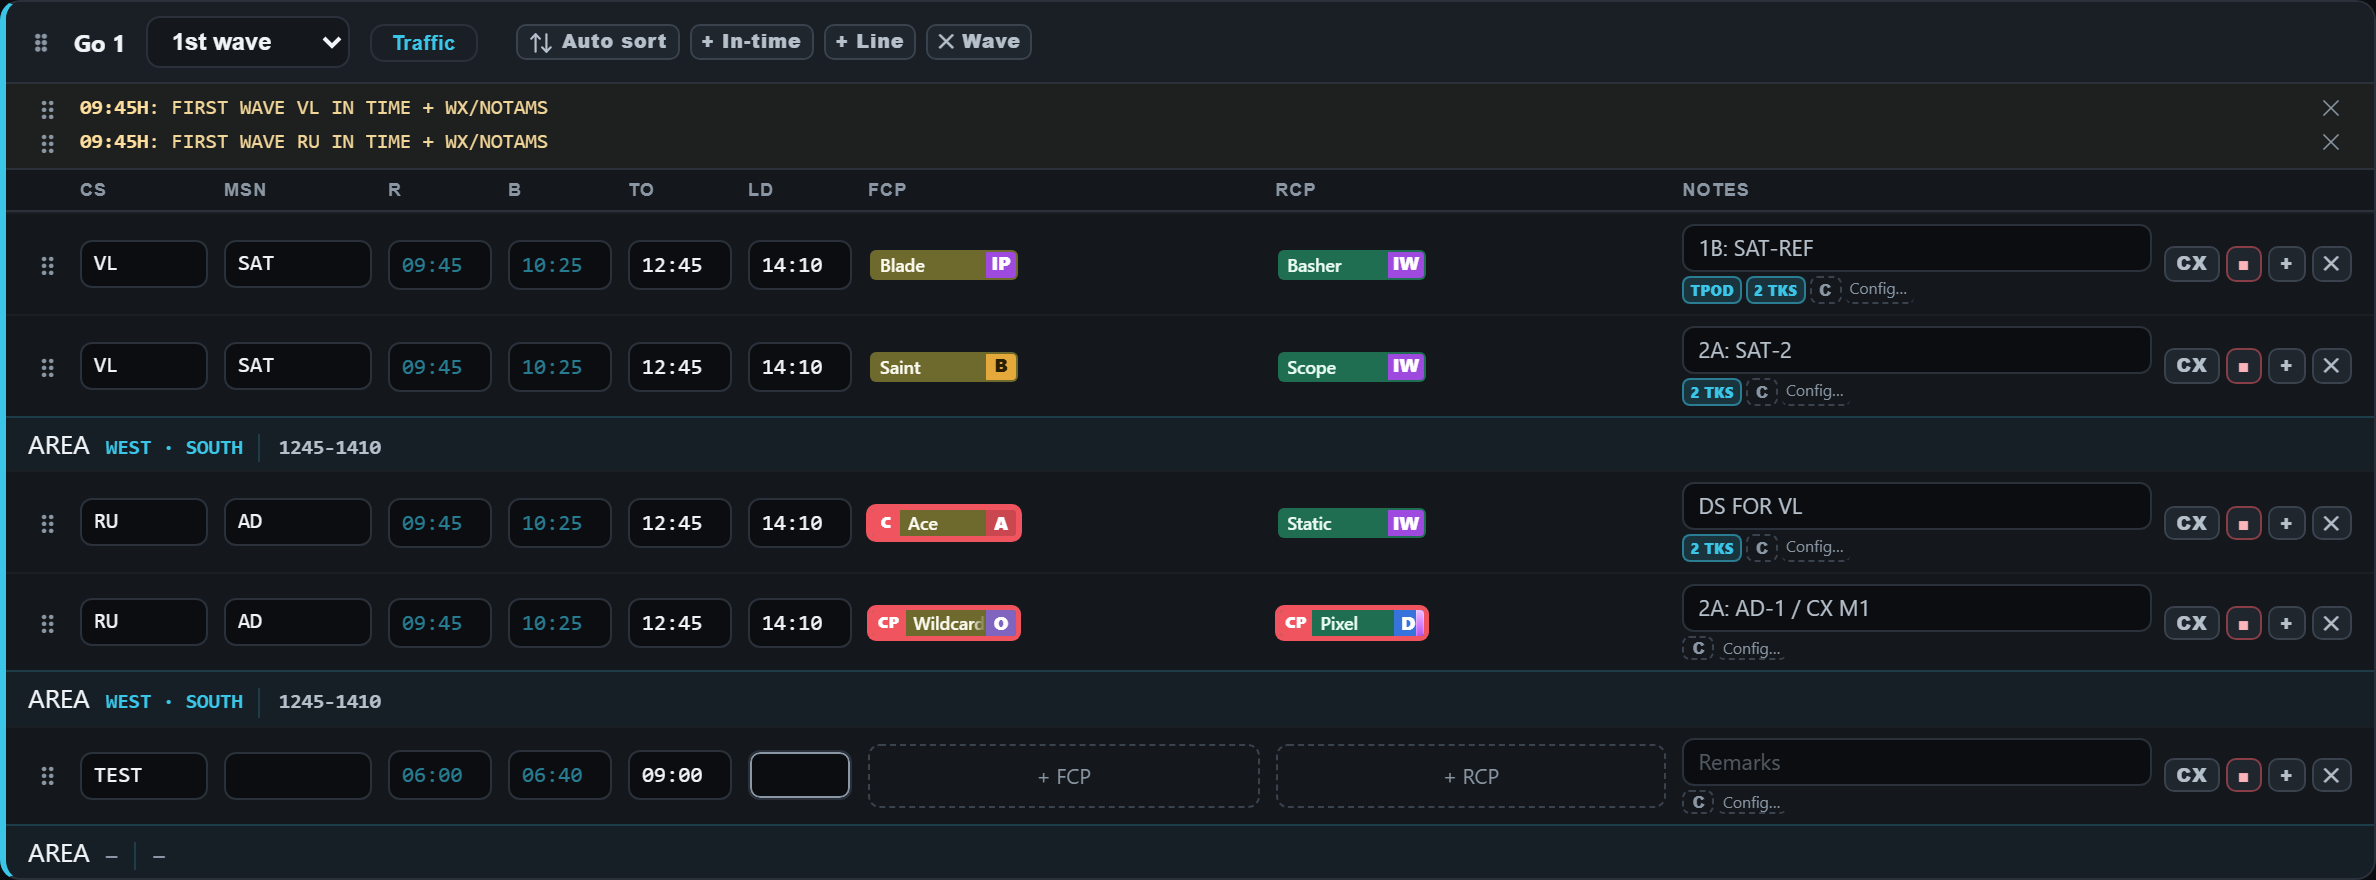 Go 1 1st wave Traffic Auto sort + In-time + Line × Wave
09:45H: FIRST WAVE VL IN TIME + WX/NOTAMS ×
09:45H: FIRST WAVE RU IN TIME + WX/NOTAMS ×
CS MSN R B TO LD FCP RCP NOTES
VL SAT 09:45 10:25 12:45 14:10 Blade IP Basher IW 1B: SAT-REF CX + ×
TPOD 2 TKS C Config...
VL SAT 09:45 10:25 12:45 14:10 Saint B Scope IW 2A: SAT-2 CX + ×
2 TKS C Config...
AREA WEST · SOUTH 1245-1410
RU AD 09:45 10:25 12:45 14:10 C Ace A Static IW DS FOR VL CX + ×
2 TKS C Config...
RU AD 09:45 10:25 12:45 14:10 CP Wildcard O CP Pixel D 2A: AD-1 / CX M1 CX + ×
C Config...
AREA WEST · SOUTH 1245-1410
TEST 06:00 06:40 09:00 + FCP + RCP Remarks CX + ×
C Config...
AREA – –